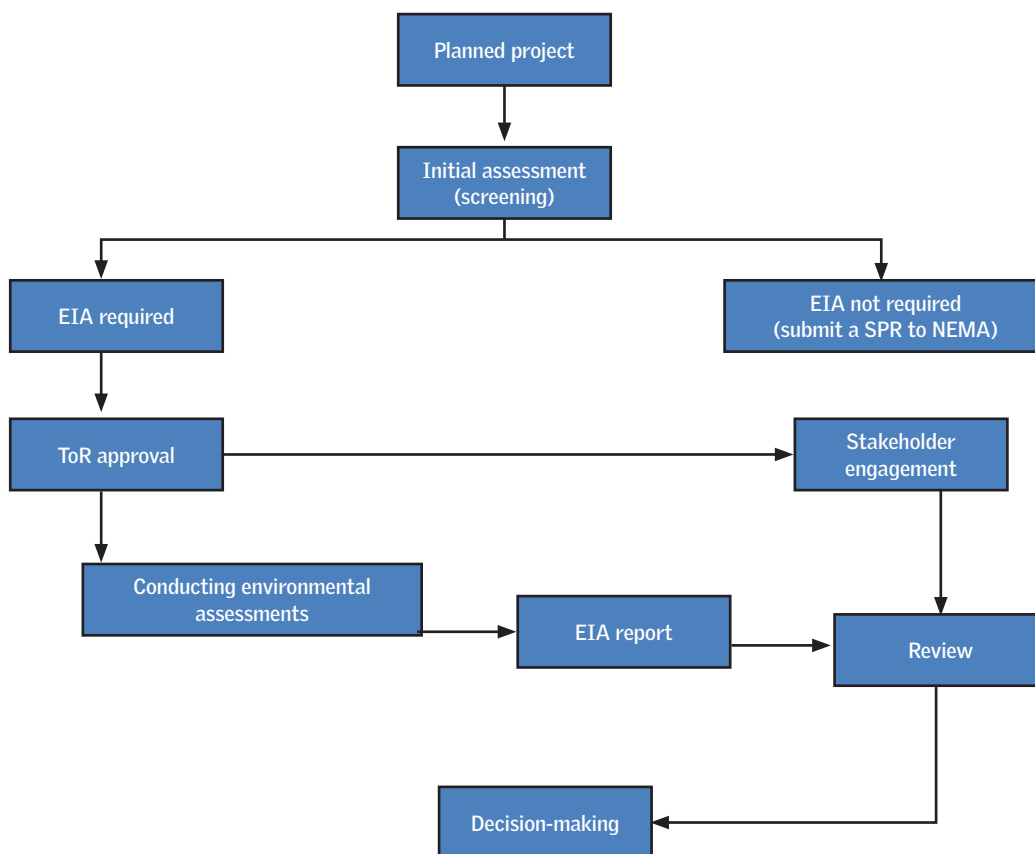 Planned project
Initial assessment
(screening)
EIA required
EIA not required
(submit a SPR to NEMA)
ToR approval
Stakeholder
engagement
Conducting environmental
assessments
EIA report
Review
Decision-making